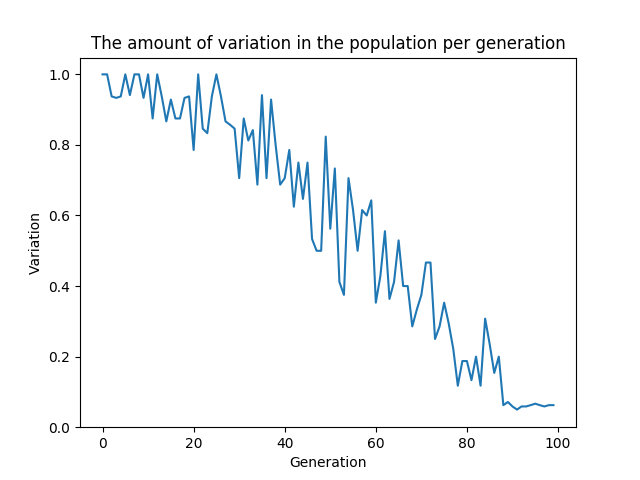 The amount of variation in the population per generation
1.0
0.8
0.6
0.4
0.2
0.0
Variation
0 20 40 60 80 100
Generation